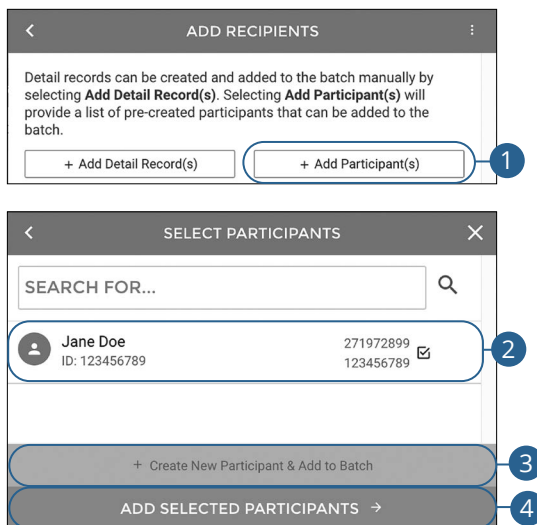 ADD RECIPIENTS
Detail records can be created and added to the batch manually by
selecting Add Detail Record(s). Selecting Add Participant(s) will
provide a list of pre-created participants that can be added to the
batch.
+ Add Detail Record(s)
+ Add Participant(s)
1
SELECT PARTICIPANTS
SEARCH FOR...
Jane Doe
ID: 123456789
271972899
123456789
2
+ Create New Participant & Add to Batch
3
ADD SELECTED PARTICIPANTS →
4